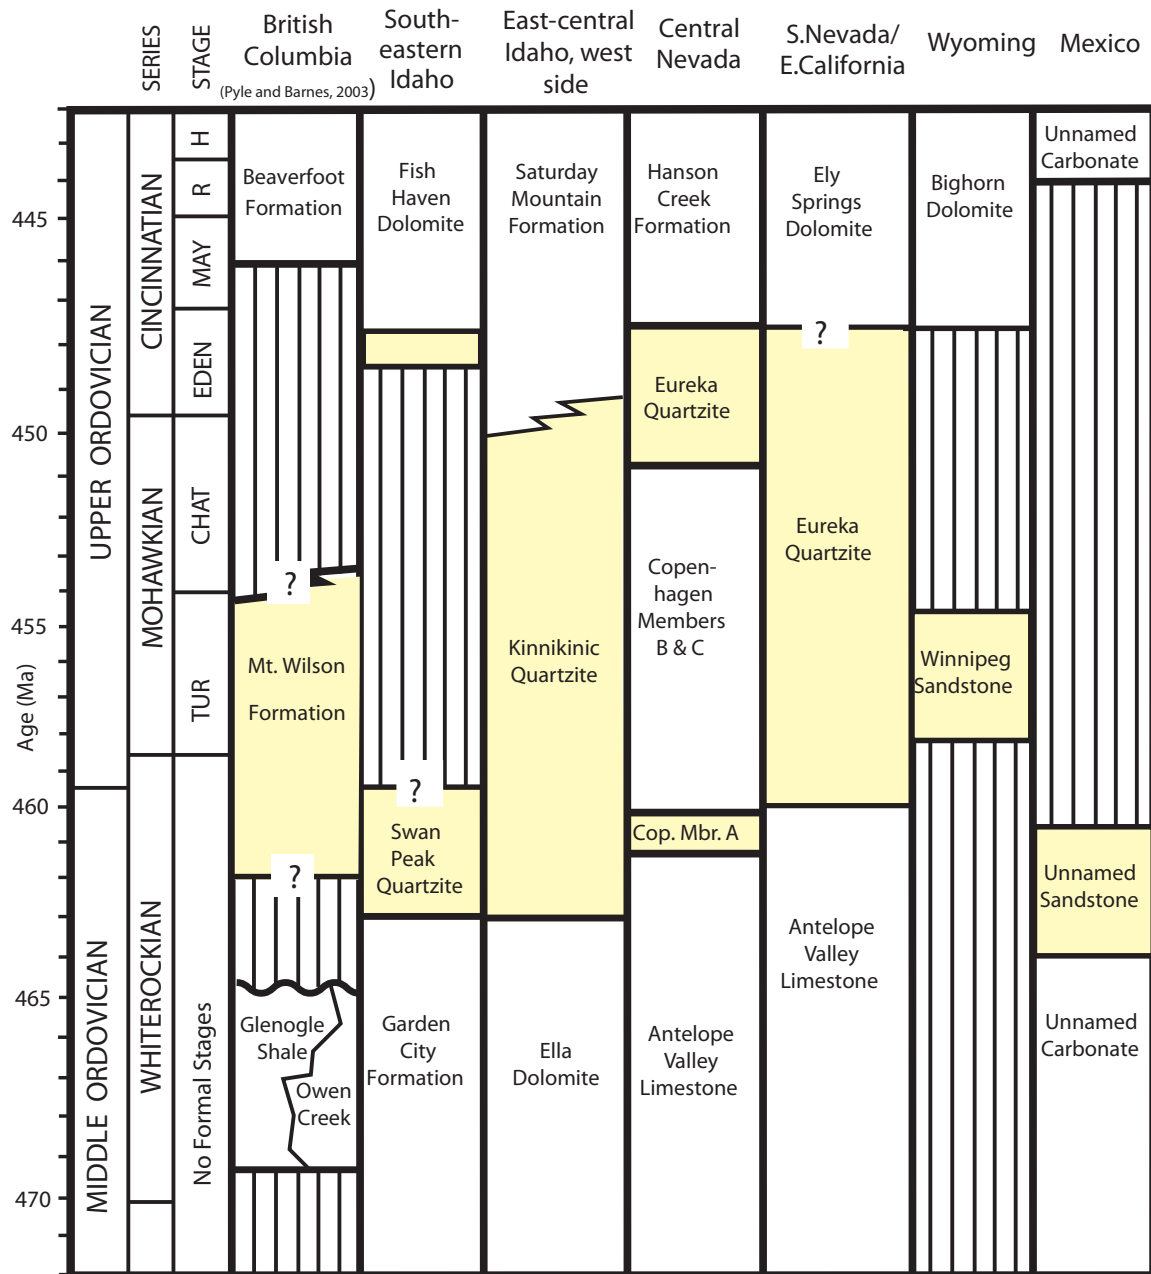 SERIES
STAGE
British
Columbia
(Pyle and Barnes, 2003)
South-
eastern
Idaho
East-central
Idaho, west
side
Central
Nevada
S.Nevada/
E.California
Wyoming
Mexico
Age (Ma)
445
450
455
460
465
470
UPPER ORDOVICIAN
MIDDLE ORDOVICIAN
CINCINNATIAN
MOHAWKIAN
WHITEROCKIAN
H
R
MAY
EDEN
CHAT
TUR
No Formal Stages
Beaverfoot
Formation
?
Mt. Wilson
Formation
?
Glenogle
Shale
Owen
Creek
Fish
Haven
Dolomite
?
Swan
Peak
Quartzite
Garden
City
Formation
Saturday
Mountain
Formation
Kinnikinic
Quartzite
Ella
Dolomite
Hanson
Creek
Formation
Eureka
Quartzite
Copen-
hagen
Members
B & C
Cop. Mbr. A
Antelope
Valley
Limestone
Ely
Springs
Dolomite
?
Eureka
Quartzite
Antelope
Valley
Limestone
Bighorn
Dolomite
Winnipeg
Sandstone
Unnamed
Carbonate
Unnamed
Sandstone
Unnamed
Carbonate